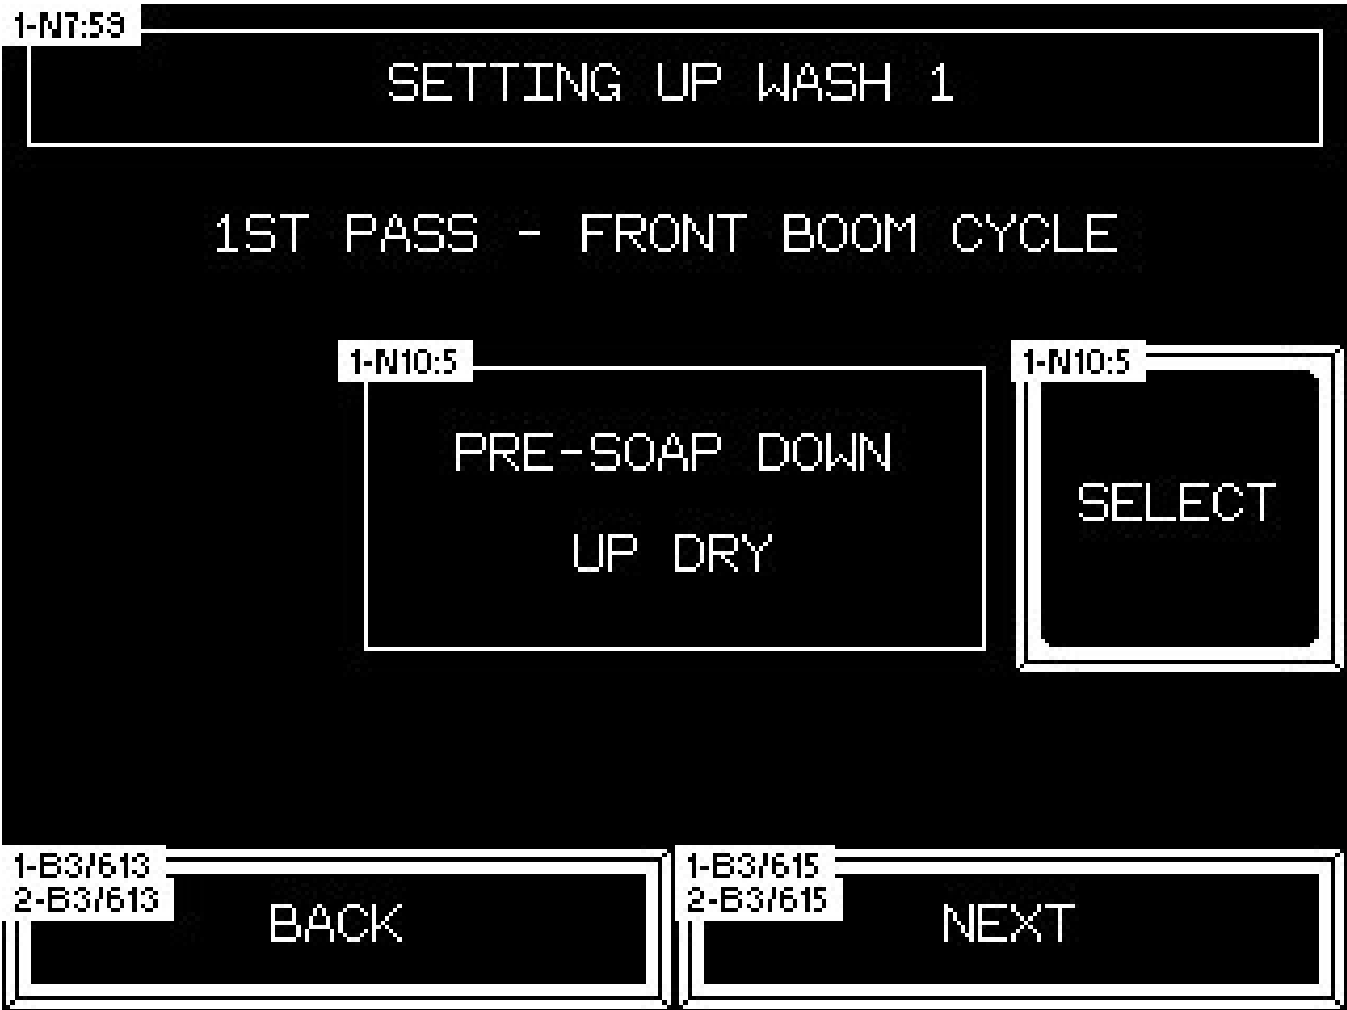 1-N7:59
SETTING UP WASH 1
1ST PASS - FRONT BOOM CYCLE
1-N10:5
PRE-SOAP DOWN
UP DRY
1-N10:5
SELECT
1-B3/613
2-B3/613
BACK
1-B3/615
2-B3/615
NEXT